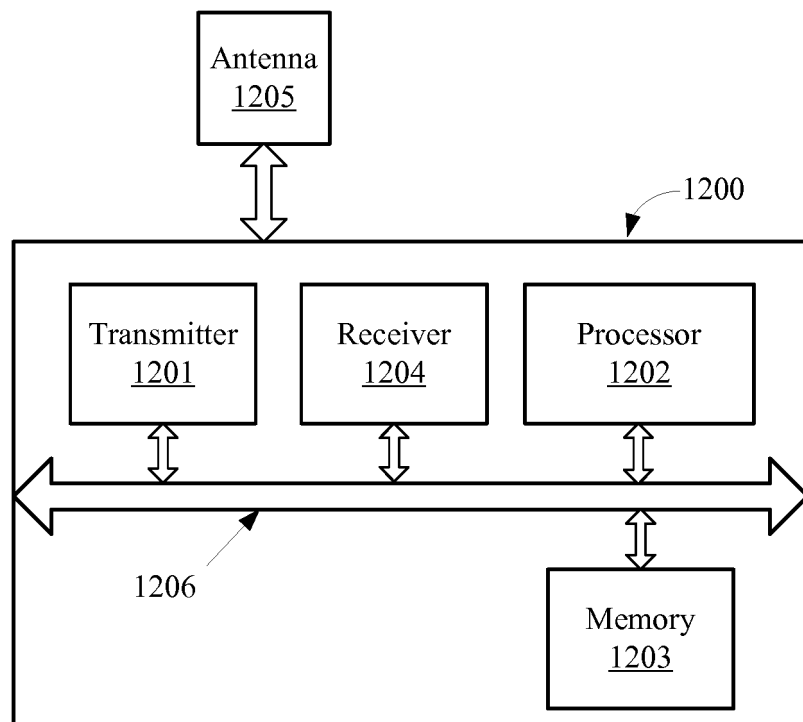 Antenna
1205
1200
Transmitter
1201
Receiver
1204
Processor
1202
1206
Memory
1203